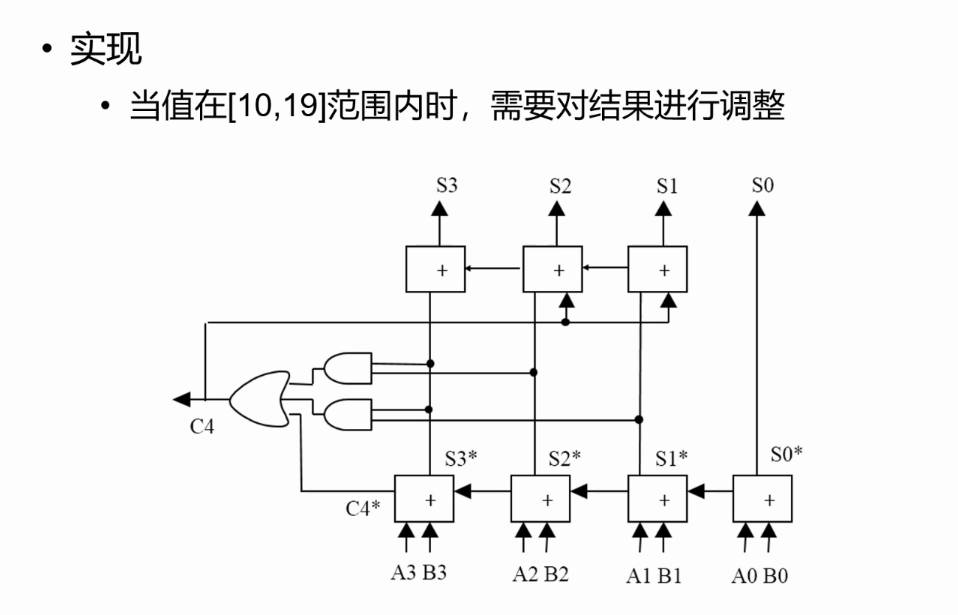 • 实现
• 当值在[10,19]范围内时，需要对结果进行调整
S3 S2 S1 S0
+ + +
C4
S3* S2* S1* S0*
+ + + +
C4*
A3 B3 A2 B2 A1 B1 A0 B0